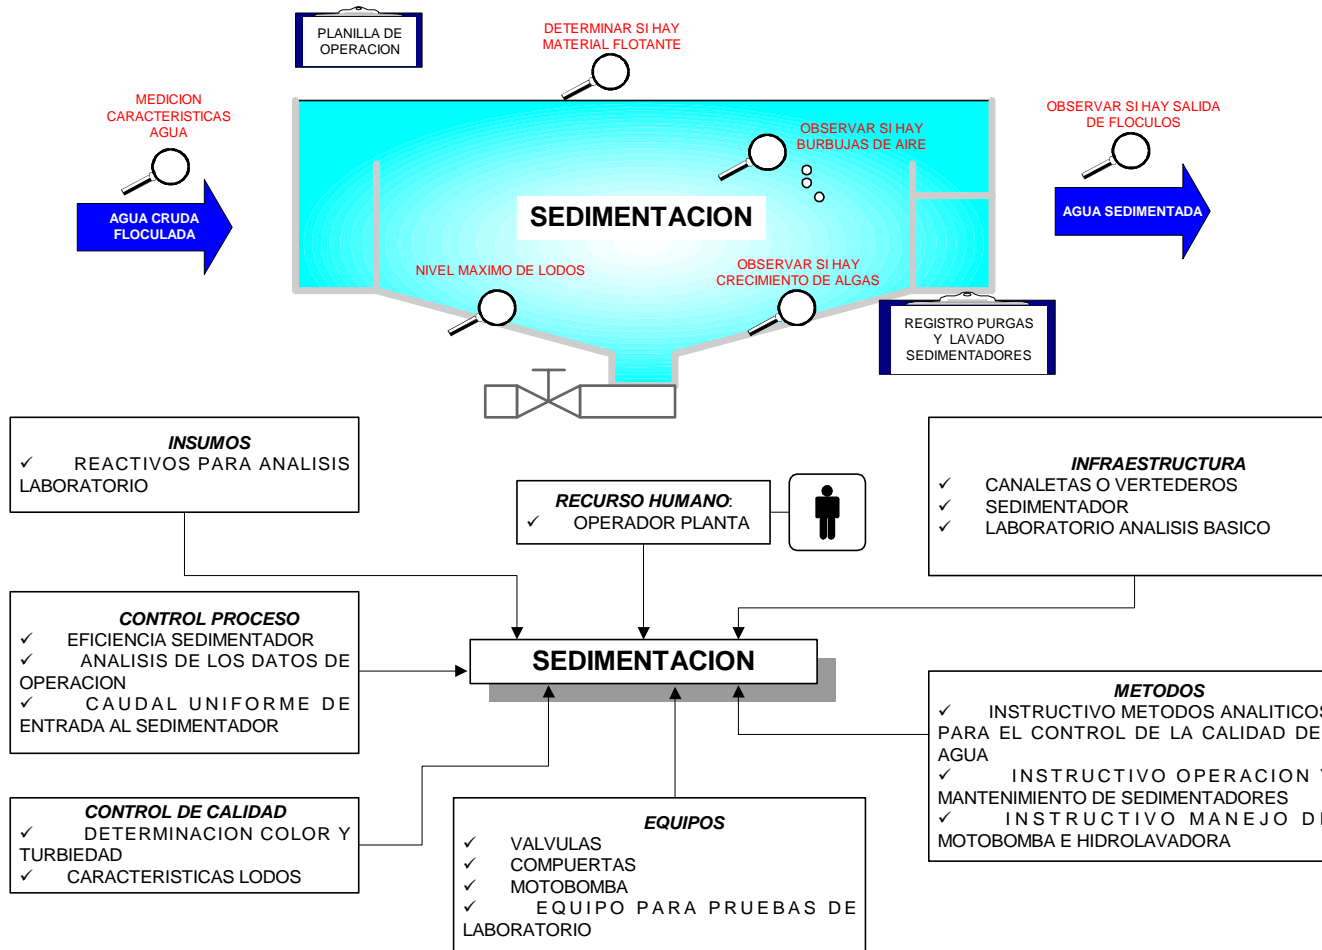 PLANILLA DE
OPERACION
DETERMINAR SI HAY
MATERIAL FLOTANTE
MEDICION
CARACTERISTICAS
AGUA
OBSERVAR SI HAY SALIDA
DE FLOCULOS
OBSERVAR SI HAY
BURBUJAS DE AIRE
AGUA CRUDA
FLOCULADA
SEDIMENTACION
AGUA SEDIMENTADA
NIVEL MAXIMO DE LODOS
OBSERVAR SI HAY
CRECIMIENTO DE ALGAS
REGISTRO PURGAS
Y LAVADO
SEDIMENTADORES
INSUMOS
✓ REACTIVOS PARA ANALISIS
LABORATORIO
RECURSO HUMANO:
✓ OPERADOR PLANTA
INFRAESTRUCTURA
✓ CANALETAS O VERTEDEROS
✓ SEDIMENTADOR
✓ LABORATORIO ANALISIS BASICO
CONTROL PROCESO
✓ EFICIENCIA SEDIMENTADOR
✓ ANALISIS DE LOS DATOS DE
OPERACION
✓ CAUDAL UNIFORME DE
ENTRADA AL SEDIMENTADOR
SEDIMENTACION
METODOS
✓ INSTRUCTIVO METODOS ANALITICOS
PARA EL CONTROL DE LA CALIDAD DE
AGUA
✓ INSTRUCTIVO OPERACION Y
MANTENIMIENTO DE SEDIMENTADORES
✓ INSTRUCTIVO MANEJO DE
MOTOBOMBA E HIDROLAVADORA
CONTROL DE CALIDAD
✓ DETERMINACION COLOR Y
TURBIEDAD
✓ CARACTERISTICAS LODOS
EQUIPOS
✓ VALVULAS
✓ COMPUERTAS
✓ MOTOBOMBA
✓ EQUIPO PARA PRUEBAS DE
LABORATORIO